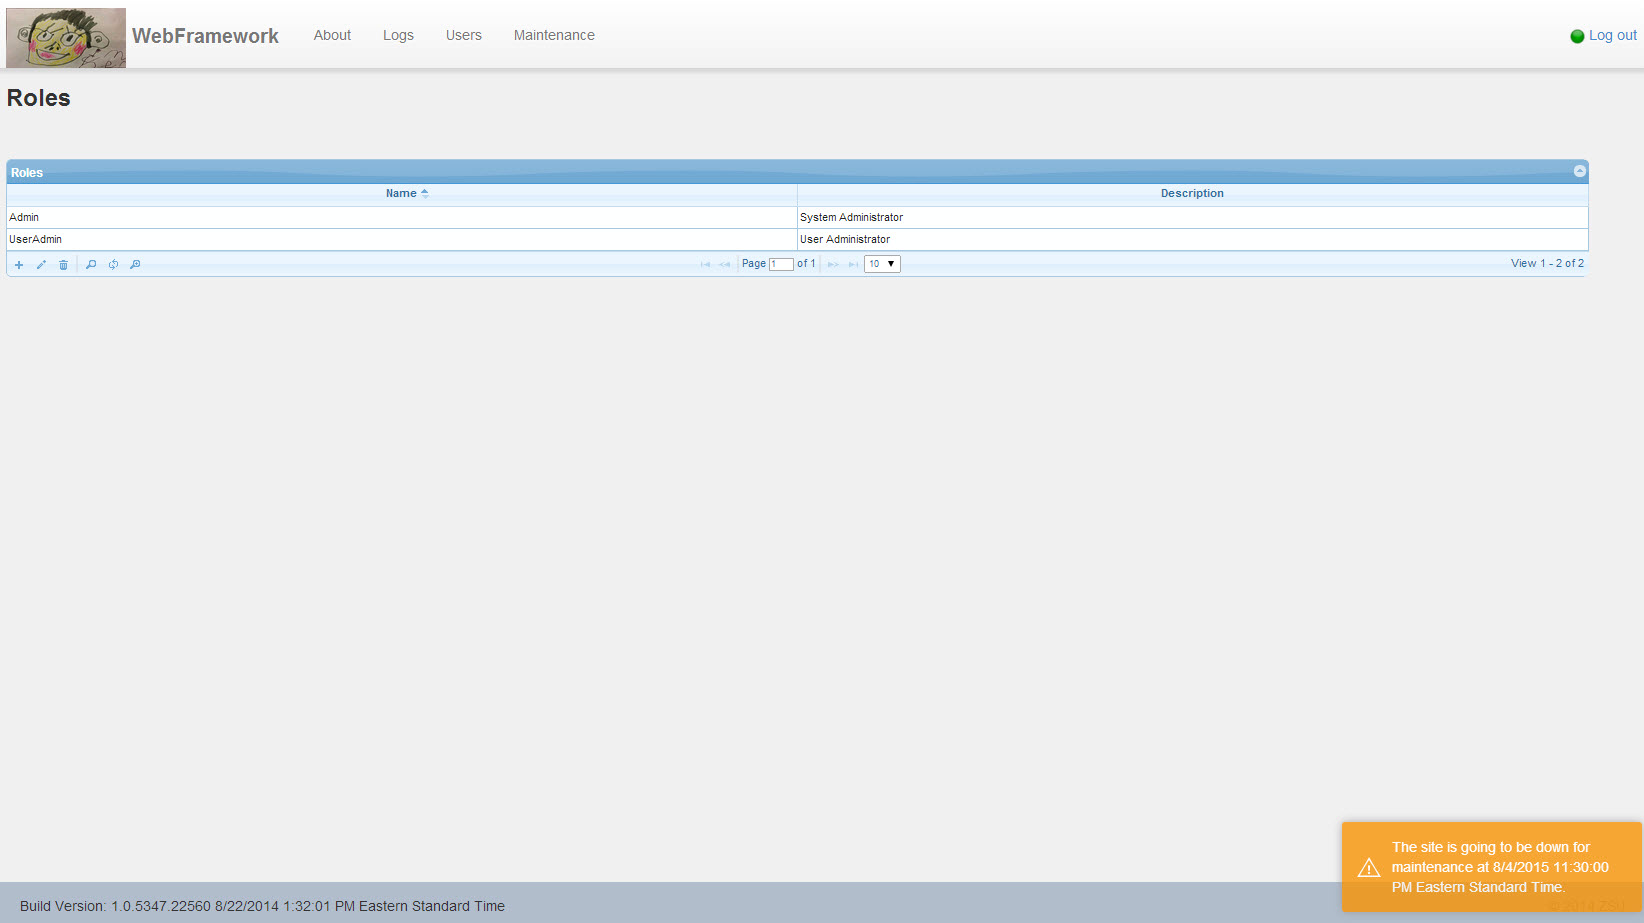 WebFramework About Logs Users Maintenance Log out
Roles
Roles
Name Description
Admin System Administrator
UserAdmin User Administrator
Page 1 of 1 10 View 1 - 2 of 2
The site is going to be down for
maintenance at 8/4/2015 11:30:00
PM Eastern Standard Time.
Build Version: 1.0.5347.22560 8/22/2014 1:32:01 PM Eastern Standard Time © 2014 ZSU